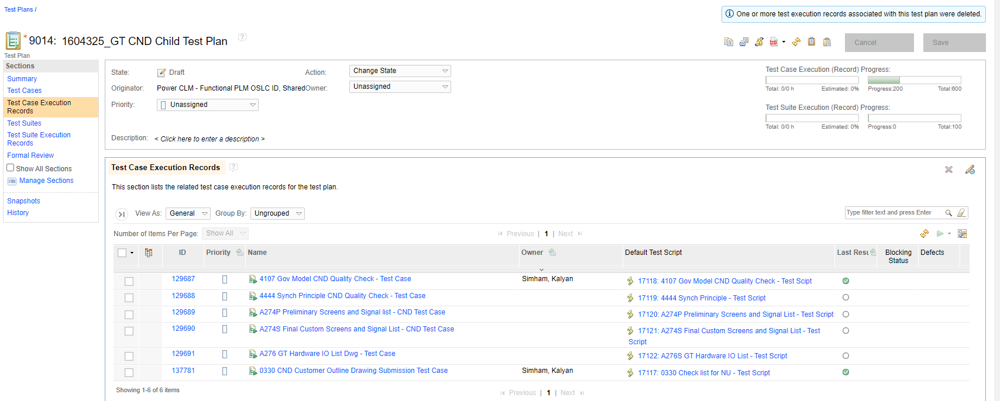 Test Plans /
One or more test execution records associated with this test plan were deleted.
* 9014: 1604325_GT CND Child Test Plan ?
PDF
Cancel
Save
Test Plan
Sections
Summary
Test Cases
Test Case Execution
Records
Test Suites
Test Suite Execution
Records
Formal Review
Show All Sections
Manage Sections
Snapshots
History
State: Draft Action: Change State
Originator: Power CLM - Functional PLM OSLC ID, Shared Owner: Unassigned
Priority: Unassigned
Description: < Click here to enter a description >
Test Case Execution (Record) Progress:
Total: 0/0 h Estimated: 0% Progress:200 Total:600
Test Suite Execution (Record) Progress:
Total: 0/0 h Estimated: 0% Progress:0 Total:100
Test Case Execution Records ?
This section lists the related test case execution records for the test plan.
View As: General Group By: Ungrouped Type filter text and press Enter
Number of Items Per Page: Show All Previous | 1 | Next
ID Priority Name Owner Default Test Script Last Resu Blocking Status Defects
129687 4107 Gov Model CND Quality Check - Test Case Simham, Kalyan 17118: 4107 Gov Model CND Quality Check - Test Scipt
129688 4444 Synch Principle CND Quality Check - Test Case 17119: 4444 Synch Principle - Test Script
129689 A274P Preliminary Screens and Signal list - CND Test Case 17120: A274P Preliminary Screens and Signal List - Test Script
129690 A274S Final Custom Screens and Signal List - CND Test Case 17121: A274S Final Custom Screens and Signal List - Test
Script
129691 A276 GT Hardware IO List Dwg - Test Case 17122: A276S GT Hardware IO List - Test Script
137781 0330 CND Customer Outline Drawing Submission Test Case Simham, Kalyan 17117: 0330 Check list for NU - Test Script
Showing 1-6 of 6 items Previous | 1 | Next